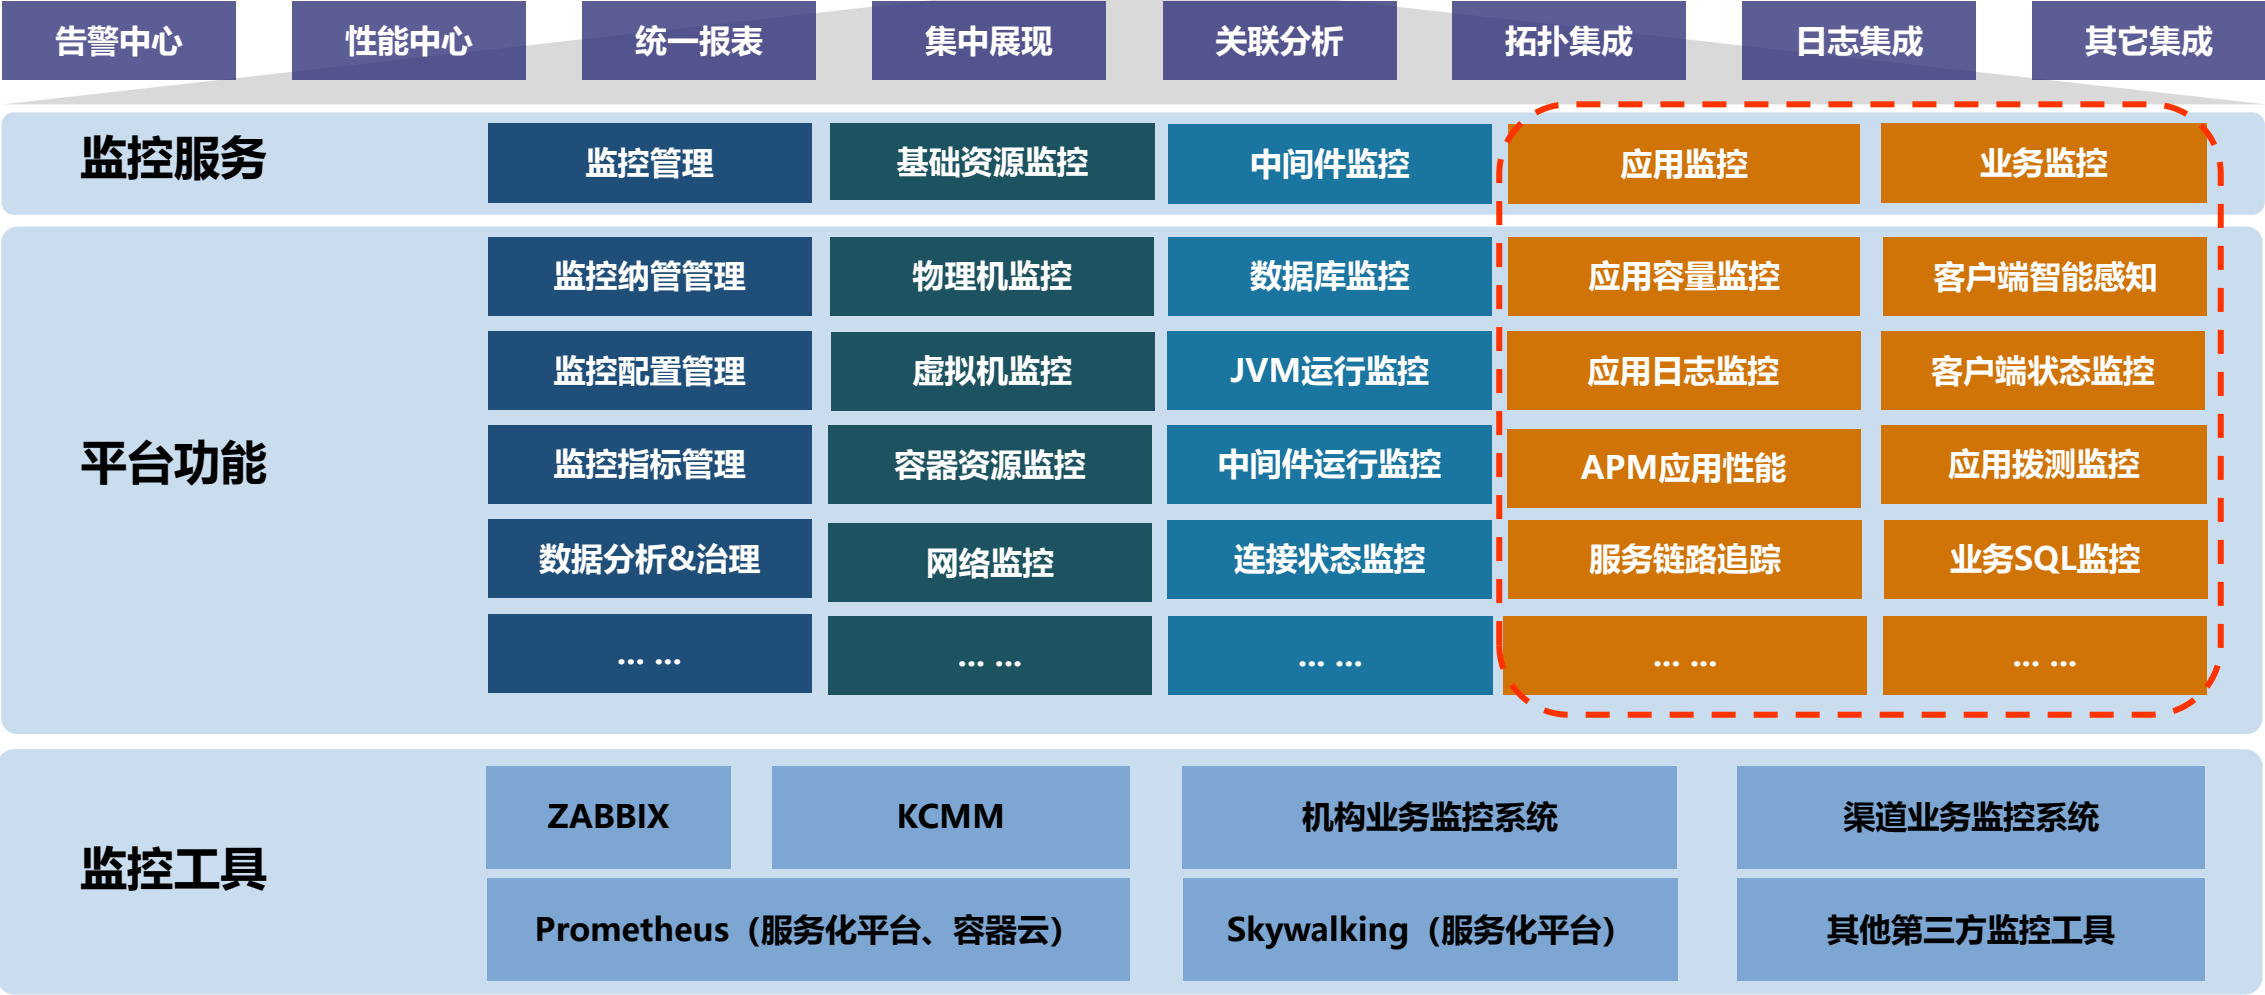 告警中心
性能中心
统一报表
集中展现
关联分析
拓扑集成
日志集成
其它集成
监控服务
监控管理
基础资源监控
中间件监控
应用监控
业务监控
平台功能
监控纳管管理
物理机监控
数据库监控
应用容量监控
客户端智能感知
监控配置管理
虚拟机监控
JVM运行监控
应用日志监控
客户端状态监控
监控指标管理
容器资源监控
中间件运行监控
APM应用性能
应用拨测监控
数据分析&治理
网络监控
连接状态监控
服务链路追踪
业务SQL监控
... ...
... ...
... ...
... ...
... ...
监控工具
ZABBIX
KCMM
机构业务监控系统
渠道业务监控系统
Prometheus（服务化平台、容器云）
Skywalking（服务化平台）
其他第三方监控工具